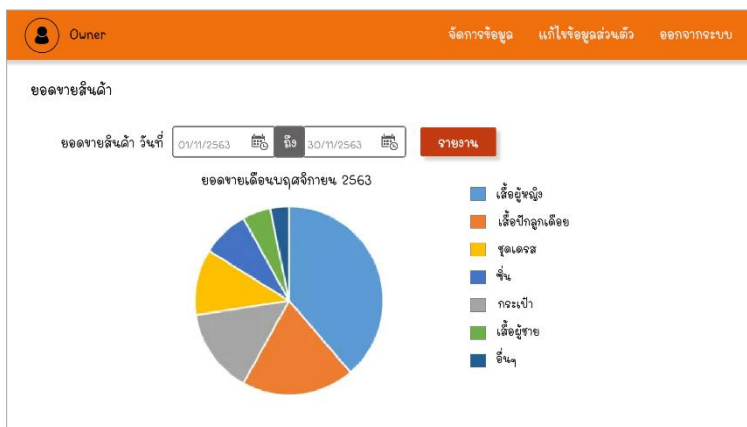 Owner จัดการข้อมูล แก้ไขข้อมูลส่วนตัว ออกจากระบบ
ยอดขายสินค้า
ยอดขายสินค้า วันที่ 01/11/2563 ถึง 30/11/2563 รายงาน
ยอดขายเดือนพฤศจิกายน 2563
เสื้อผู้หญิง
เสื้อปักลูกเดือย
ชุดเดรส
ซิ่น
กระเป๋า
เสื้อผู้ชาย
อื่นๆ